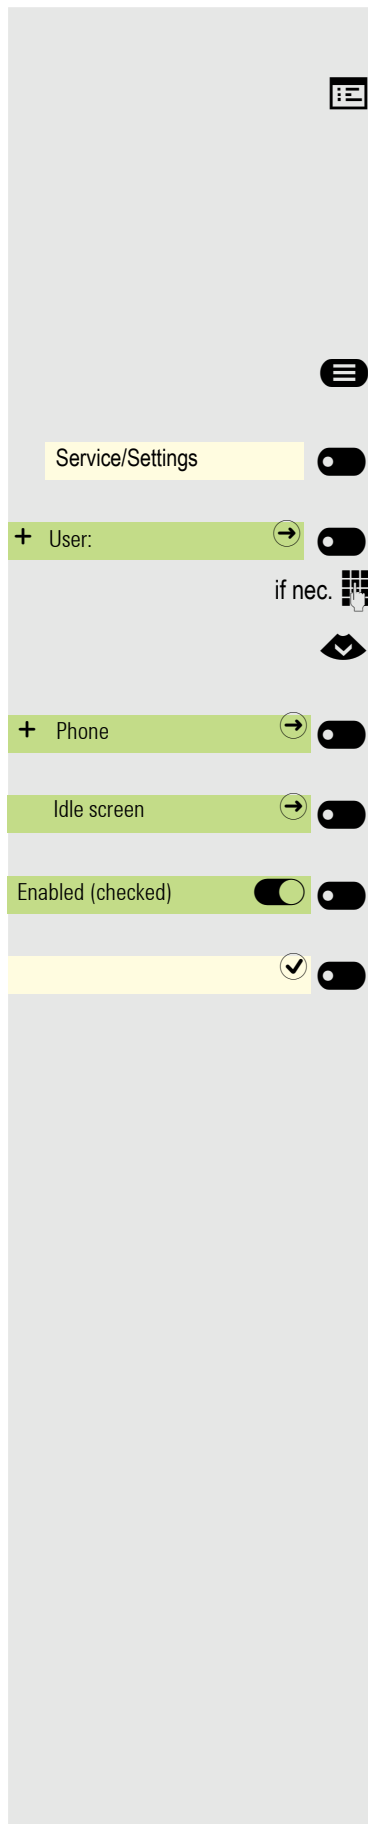 Service/Settings
+ User:
if nec.
+ Phone
Idle screen
Enabled (checked)